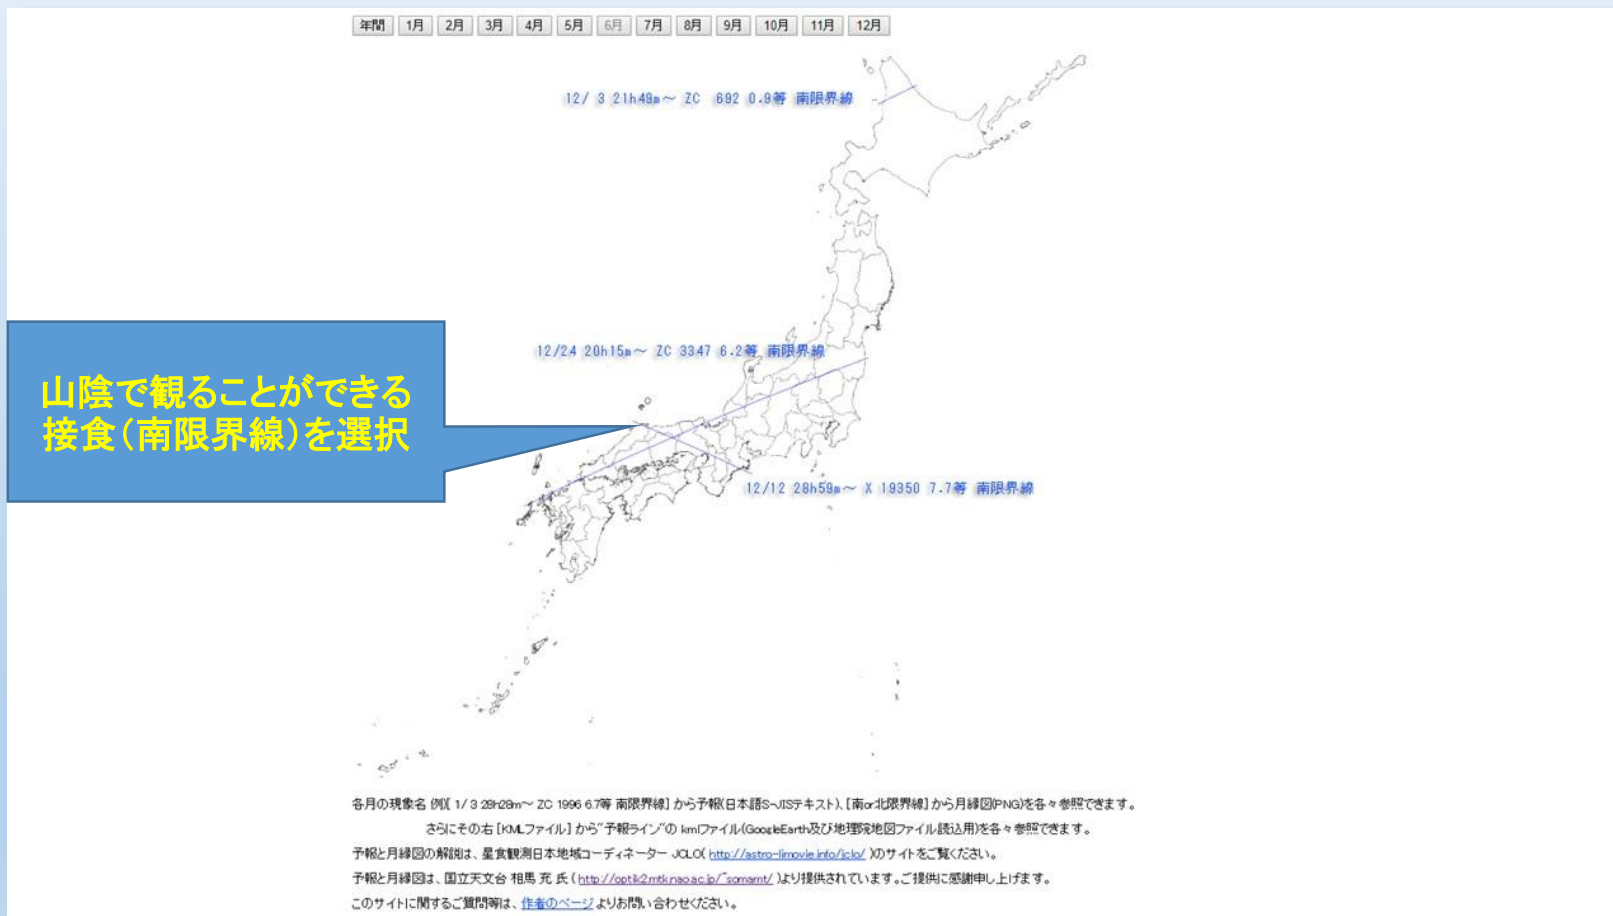 年間 1月 2月 3月 4月 5月 6月 7月 8月 9月 10月 11月 12月
12/ 3 21h49m～ ZC 692 0.9等 南限界線
12/24 20h15m～ ZC 3347 6.2等 南限界線
山陰で観ることができる
接食(南限界線)を選択
12/12 28h59m～ X 19350 7.7等 南限界線
各月の現象名 例)[ 1/ 3 28h28m～ ZC 1996 6.7等 南限界線] から予報(日本語S-JISテキスト)、[南or北限界線] から月縁図(PNG)を各々参照できます。
さらにその右 [KMLファイル] から"予報ライン"の kmlファイル(GoogleEarth及び地理院地図ファイル読込用)を各々参照できます。
予報と月縁図の解説は、星食観測日本地域コーディネーター JCLO( http://astro-limovie.info/jclo/ )のサイトをご覧ください。
予報と月縁図は、国立天文台 相馬 充 氏 ( http://optik2.mtk.nao.ac.jp/~somamt/ )より提供されています。ご提供に感謝申し上げます。
このサイトに関するご質問等は、作者のページ よりお問い合わせください。